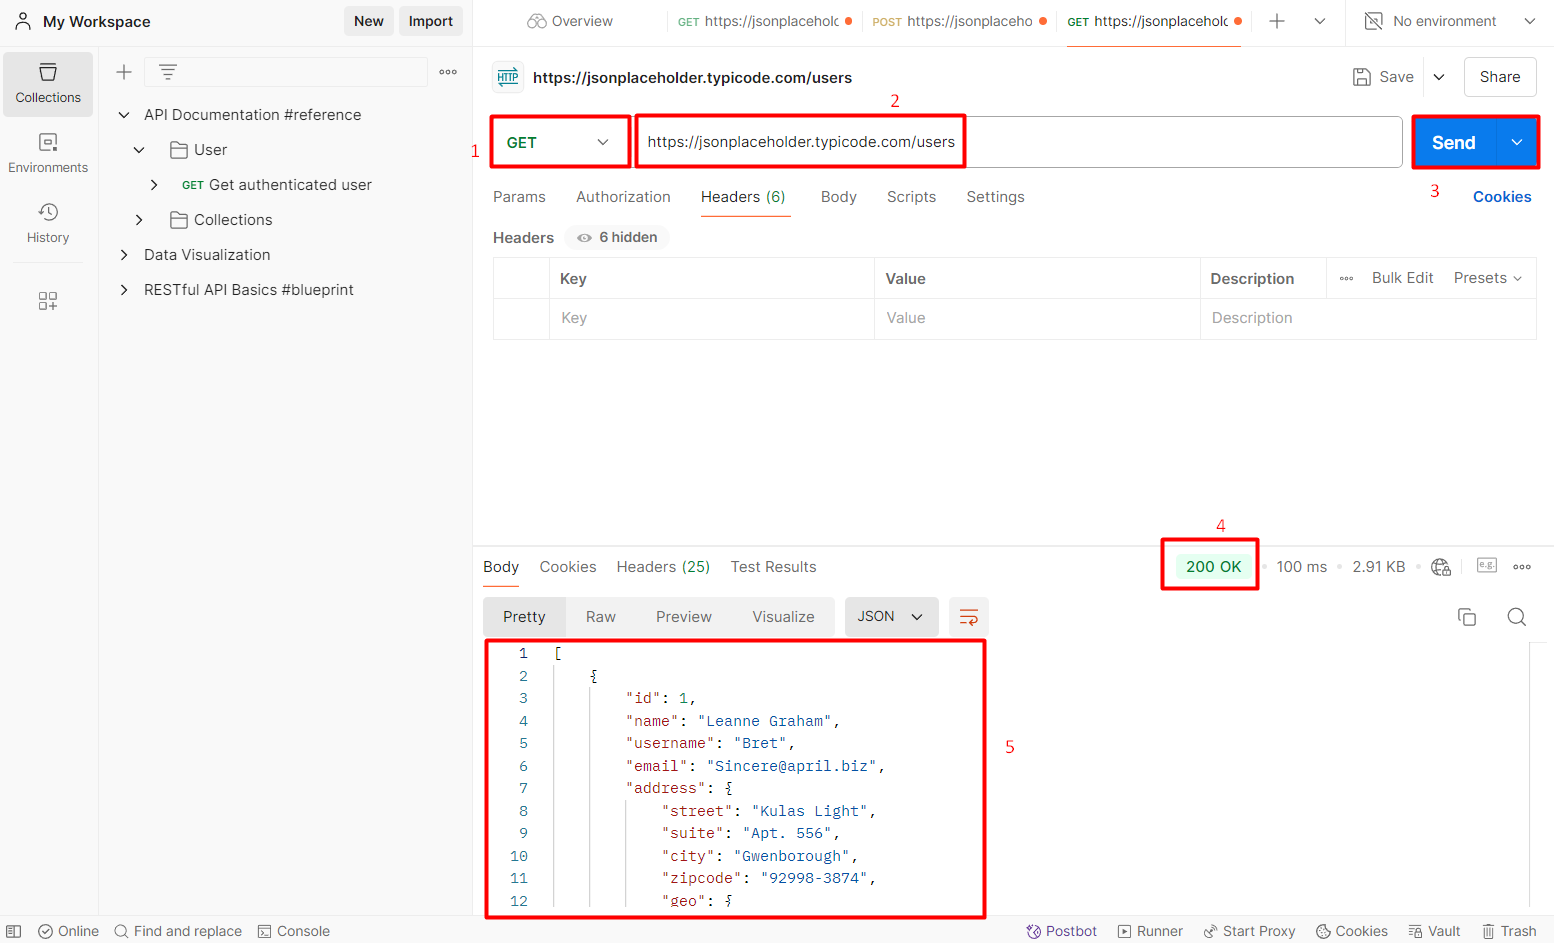 My Workspace
New
Import
Overview
GET https://jsonplaceholc
POST https://jsonplaceho
GET https://jsonplaceholc
No environment
Collections
Environments
History
API Documentation #reference
User
GET Get authenticated user
Collections
Data Visualization
RESTful API Basics #blueprint
HTTP
https://jsonplaceholder.typicode.com/users
Save
Share
1
GET
2
https://jsonplaceholder.typicode.com/users
Send
3
Params
Authorization
Headers (6)
Body
Scripts
Settings
Cookies
Headers
6 hidden
Key Value Description
Bulk Edit
Presets
Key Value Description
4
Body
Cookies
Headers (25)
Test Results
200 OK
100 ms
2.91 KB
e.g.
Pretty
Raw
Preview
Visualize
JSON
1 [
2 {
3 "id": 1,
4 "name": "Leanne Graham",
5 "username": "Bret",
6 "email": "Sincere@april.biz",
7 "address": {
8 "street": "Kulas Light",
9 "suite": "Apt. 556",
10 "city": "Gwenborough",
11 "zipcode": "92998-3874",
12 "geo": {
5
Online
Find and replace
Console
Postbot
Runner
Start Proxy
Cookies
Vault
Trash